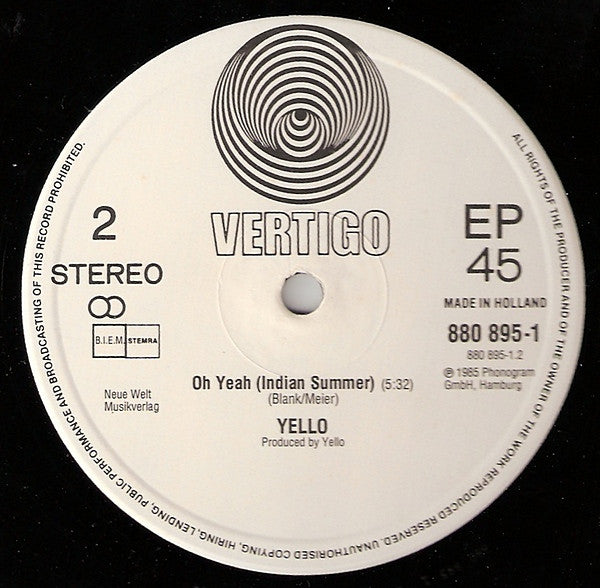 VERTIGO
2
STEREO
B.I.E.M. STEMRA
Neue Welt
Musikverlag
EP
45
MADE IN HOLLAND
880 895-1
880 895-1.2
℗ 1985 Phonogram
GmbH, Hamburg
Oh Yeah (Indian Summer) (5:32)
(Blank/Meier)
YELLO
Produced by Yello
ALL RIGHTS OF THE PRODUCER AND OF THE OWNER OF THE WORK REPRODUCED RESERVED. UNAUTHORISED COPYING, HIRING, LENDING, PUBLIC PERFORMANCE AND BROADCASTING OF THIS RECORD PROHIBITED.